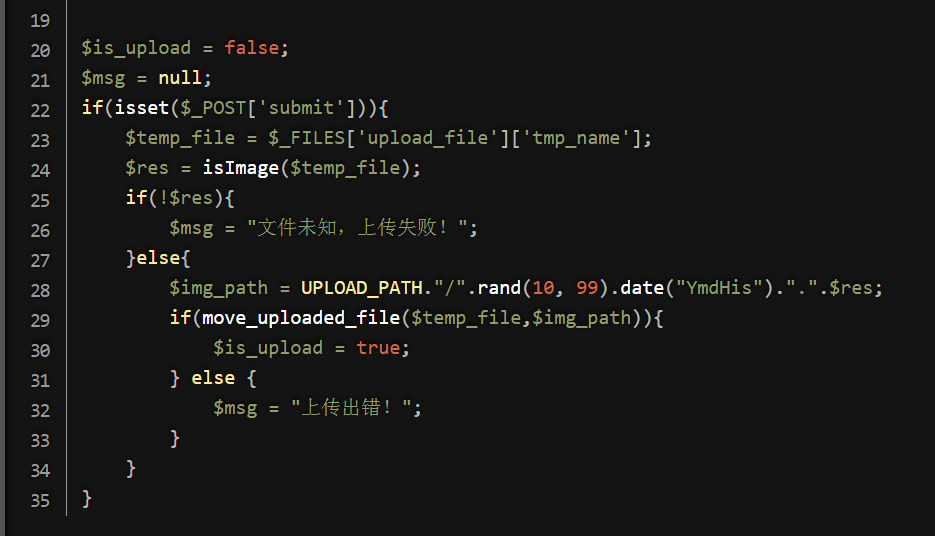 19
20 $is_upload = false;
21 $msg = null;
22 if(isset($_POST['submit'])){
23 $temp_file = $_FILES['upload_file']['tmp_name'];
24 $res = isImage($temp_file);
25 if(!$res){
26 $msg = "文件未知，上传失败！";
27 }else{
28 $img_path = UPLOAD_PATH."/".rand(10, 99).date("YmdHis").".".$res;
29 if(move_uploaded_file($temp_file,$img_path)){
30 $is_upload = true;
31 } else {
32 $msg = "上传出错！";
33 }
34 }
35 }